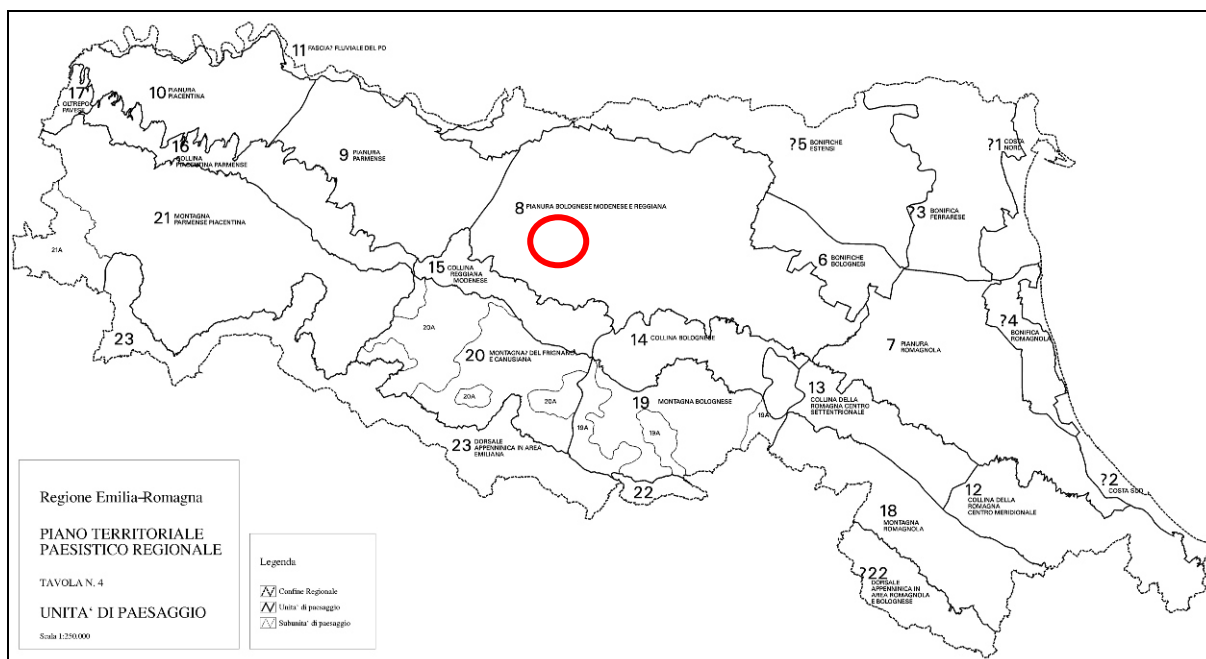 11 FASCIA? FLUVIALE DEL PO
10 PIANURA
PIACENTINA
17
OLTREPO
PAVESE
16
COLLINA
PIACENTINA PARMENSE
9 PIANURA
PARMENSE
?5 BONIFICHE
ESTENSI
?1 COSTA
NORD
8 PIANURA BOLOGNESE MODENESE E REGGIANA
?3 BONIFICA
FERRARESE
21 MONTAGNA
PARMENSE PIACENTINA
21A
15 COLLINA
REGGIANA
MODENESE
6 BONIFICHE
BOLOGNESI
23
20A
20 MONTAGNA? DEL FRIGNANO
E CANUSIANA
20A
20A
14 COLLINA BOLOGNESE
7 PIANURA
ROMAGNOLA
?4
BONIFICA
ROMAGNOLA
13
COLLINA DELLA
ROMAGNA CENTRO
SETTENTRIONALE
19 MONTAGNA BOLOGNESE
19A
19A
19A
23 DORSALE
APPENNINICA IN AREA
EMILIANA
22
12
COLLINA DELLA
ROMAGNA
CENTRO MERIDIONALE
?2
COSTA SUD
18
MONTAGNA
ROMAGNOLA
?22
DORSALE
APPENNINICA IN
AREA ROMAGNOLA
E BOLOGNESE
Regione Emilia-Romagna
PIANO TERRITORIALE
PAESISTICO REGIONALE
TAVOLA N. 4
UNITA' DI PAESAGGIO
Scala 1:250.000
Legenda
Confine Regionale
Unita' di paesaggio
Subunita' di paesaggio